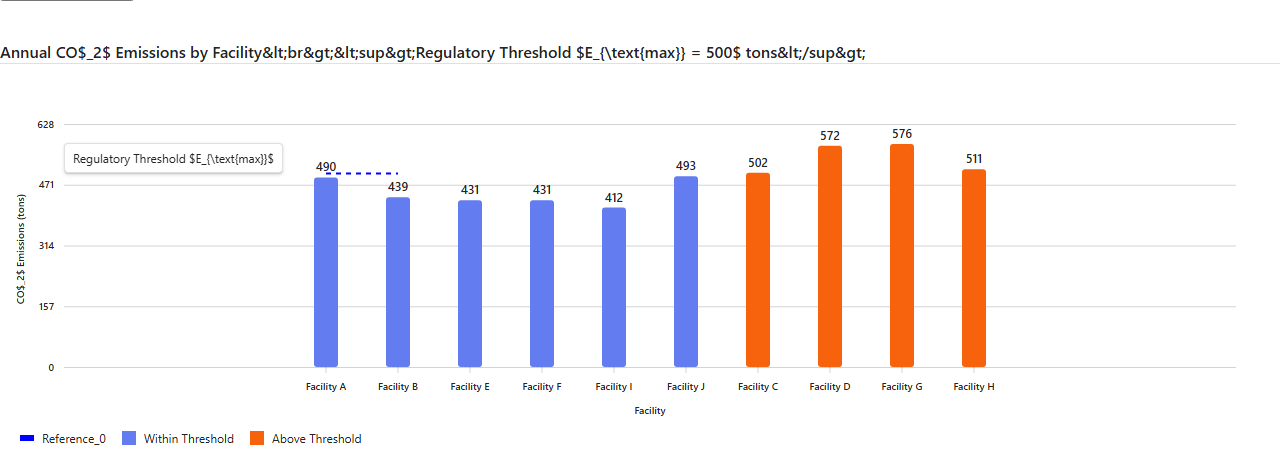 Annual CO$_2$ Emissions by Facility&lt;br&gt;&lt;sup&gt;Regulatory Threshold $E_{\text{max}} = 500$ tons&lt;/sup&gt;
628
471
314
157
0
CO$_2$ Emissions (tons)
Regulatory Threshold $E_{\text{max}}$
490
439
431
431
412
493
502
572
576
511
Facility A
Facility B
Facility E
Facility F
Facility I
Facility J
Facility C
Facility D
Facility G
Facility H
Facility
Reference_0
Within Threshold
Above Threshold